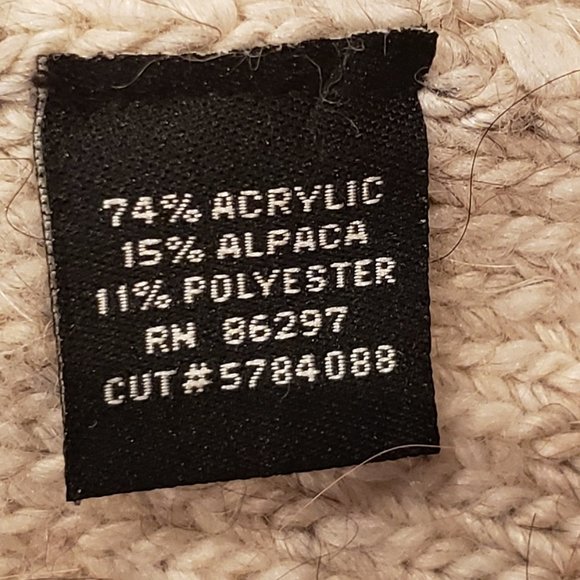 74% ACRYLIC
15% ALPACA
11% POLYESTER
RN 86297
CUT#5784088